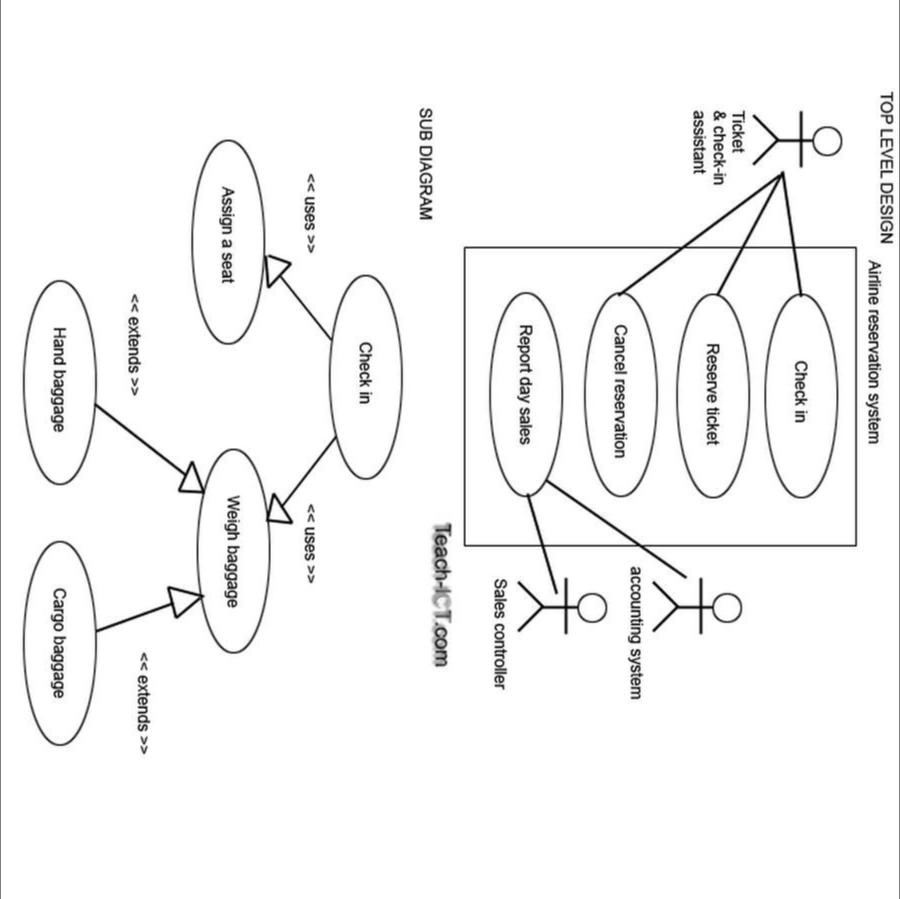 TOP LEVEL DESIGN
Airline reservation system
Ticket
& check-in
assistant
Check in
Reserve ticket
Cancel reservation
Report day sales
accounting system
Sales controller
Teach-ICT.com
SUB DIAGRAM
Check in
<< uses >>
<< uses >>
Assign a seat
Weigh baggage
<< extends >>
<< extends >>
Hand baggage
Cargo baggage